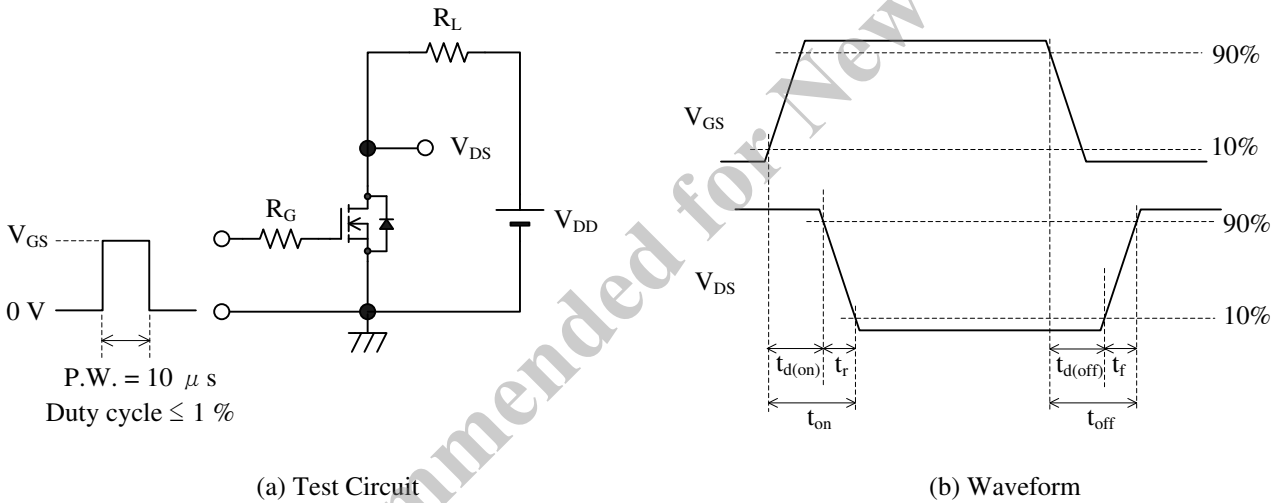 R_L
V_DS
R_G
V_DD
V_GS
0 V
P.W. = 10 μ s
Duty cycle ≤ 1 %
(a) Test Circuit
V_GS
90%
10%
V_DS
90%
10%
t_d(on) t_r
t_on
t_d(off) t_f
t_off
(b) Waveform
mmended for New